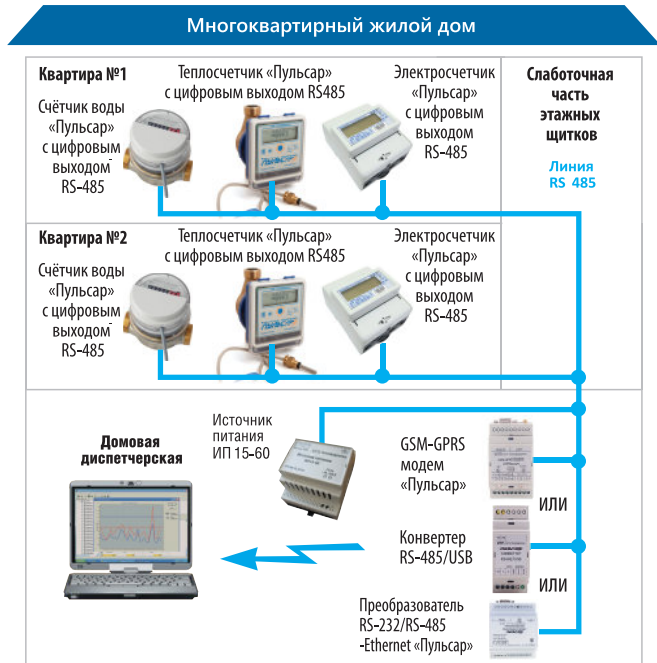 Многоквартирный жилой дом
Квартира №1
Счётчик воды
«Пульсар»
с цифровым
выходом
RS-485
Теплосчетчик «Пульсар»
с цифровым выходом RS485
Электросчетчик
«Пульсар»
с цифровым
выходом
RS-485
Слаботочная
часть
этажных
щитков
Линия
RS 485
Квартира №2
Счётчик воды
«Пульсар»
с цифровым
выходом
RS-485
Теплосчетчик «Пульсар»
с цифровым выходом RS485
Электросчетчик
«Пульсар»
с цифровым
выходом
RS-485
Домовая
диспетчерская
Источник
питания
ИП 15-60
GSM-GPRS
модем
«Пульсар»
ИЛИ
Конвертер
RS-485/USB
ИЛИ
Преобразователь
RS-232/RS-485
-Ethernet «Пульсар»